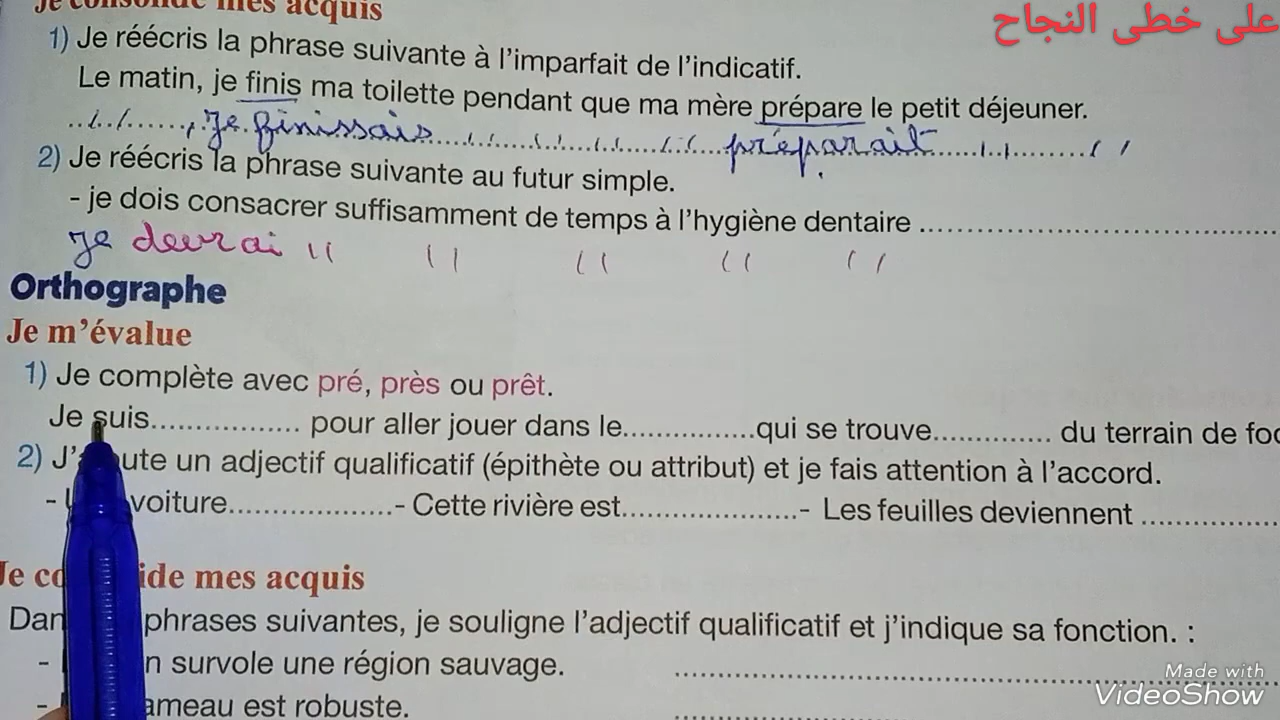 Je consolide mes acquis
على خطى النجاح
1) Je réécris la phrase suivante à l'imparfait de l'indicatif.
Le matin, je finis ma toilette pendant que ma mère prépare le petit déjeuner.
, je finissais préparait
2) Je réécris la phrase suivante au futur simple.
- je dois consacrer suffisamment de temps à l'hygiène dentaire ........................
je devrai
Orthographe
Je m'évalue
1) Je complète avec pré, près ou prêt.
Je suis................. pour aller jouer dans le...............qui se trouve.............. du terrain de foo
2) J'ajoute un adjectif qualificatif (épithète ou attribut) et je fais attention à l'accord.
- voiture...................- Cette rivière est.....................- Les feuilles deviennent ................
Je consolide mes acquis
Dans phrases suivantes, je souligne l'adjectif qualificatif et j'indique sa fonction. :
- n survole une région sauvage. ........................
- ameau est robuste. ........................
Made with
VideoShow